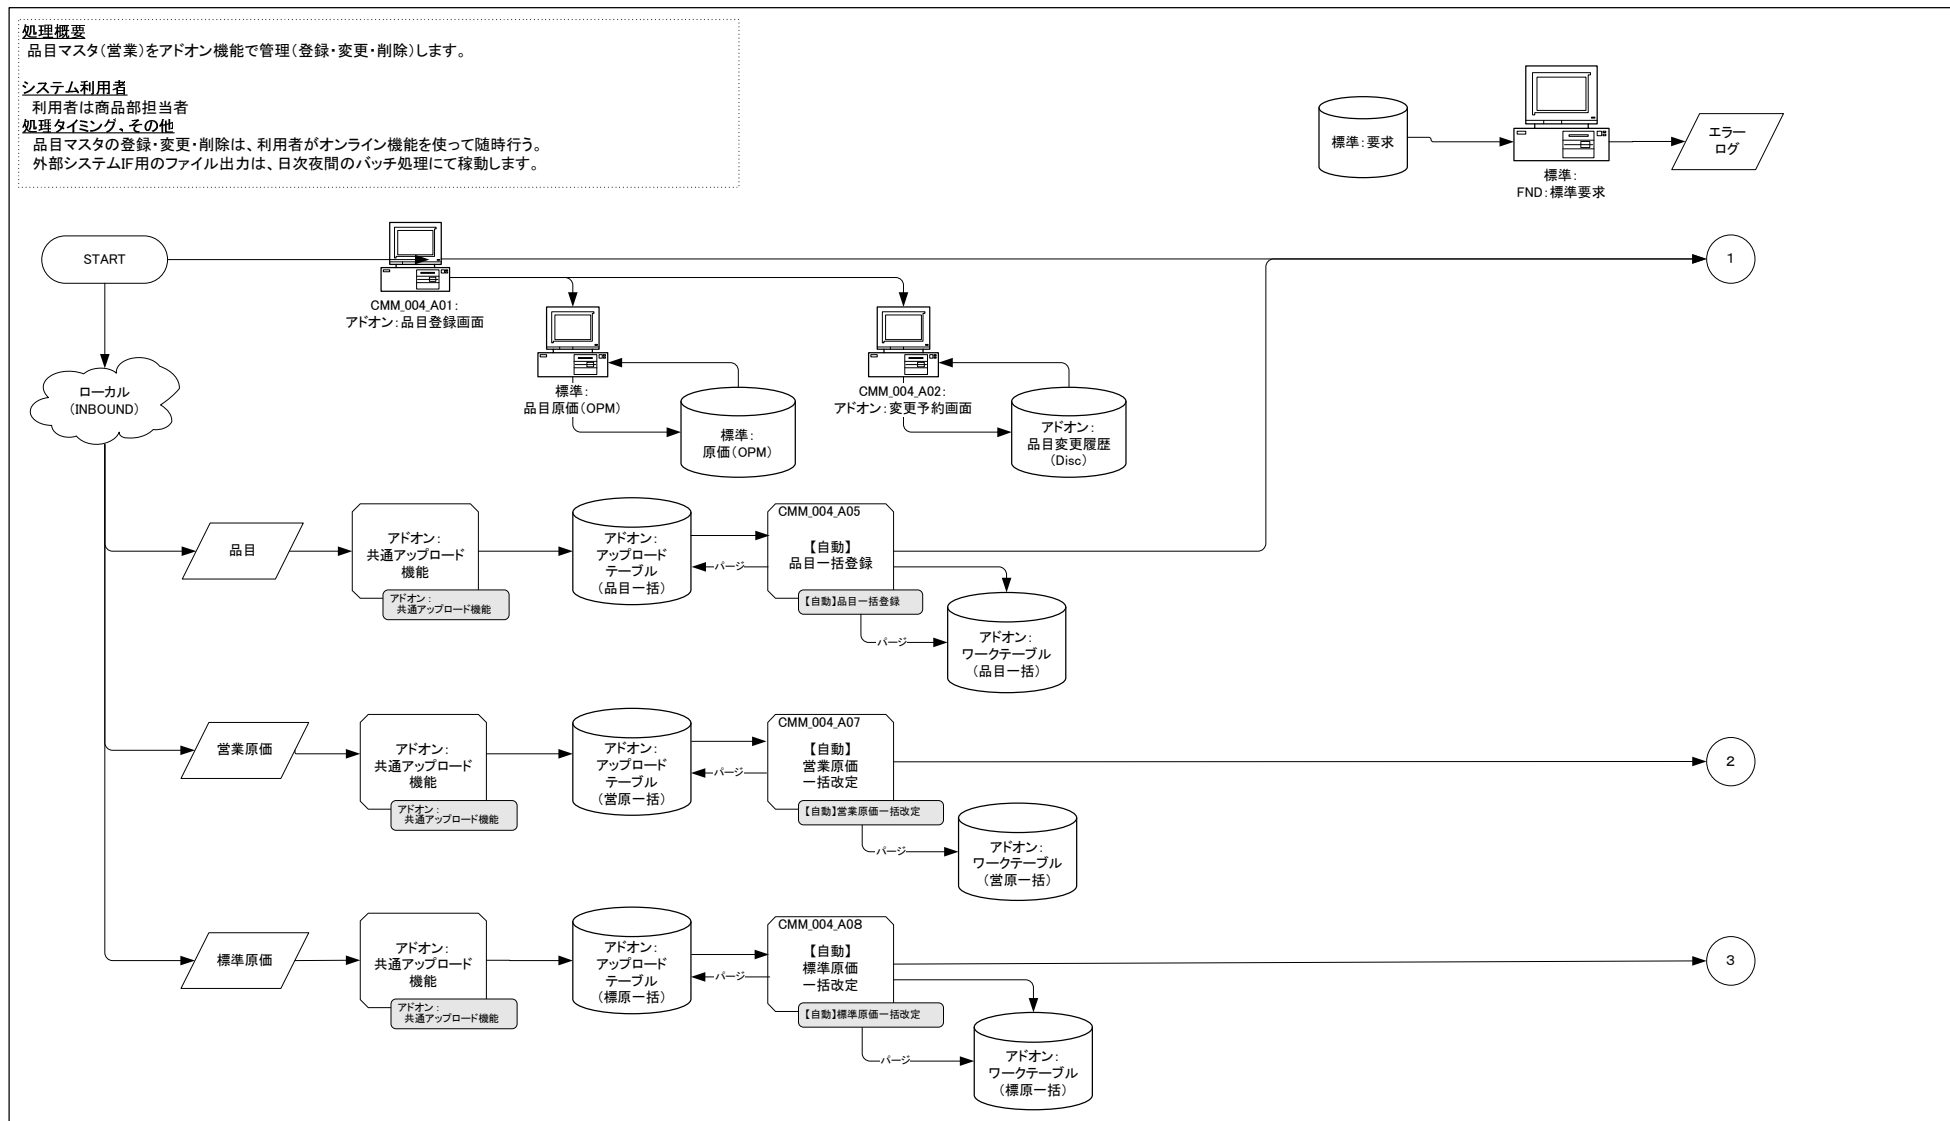 処理概要
品目マスタ（営業）をアドオン機能で管理（登録・変更・削除）します。
システム利用者
利用者は商品部担当者
処理タイミング、その他
品目マスタの登録・変更・削除は、利用者がオンライン機能を使って随時行う。
外部システムIF用のファイル出力は、日次夜間のバッチ処理にて稼動します。
標準：要求
標準：
FND：標準要求
エラー
ログ
START
CMM_004_A01：
アドオン：品目登録画面
1
ローカル
（INBOUND）
標準：
品目原価（OPM）
標準：
原価（OPM）
CMM_004_A02：
アドオン：変更予約画面
アドオン：
品目変更履歴
（Disc）
品目
アドオン：
共通アップロード
機能
アドオン：
共通アップロード機能
アドオン：
アップロード
テーブル
（品目一括）
パージ
CMM_004_A05
【自動】
品目一括登録
【自動】品目一括登録
パージ
アドオン：
ワークテーブル
（品目一括）
営業原価
アドオン：
共通アップロード
機能
アドオン：
共通アップロード機能
アドオン：
アップロード
テーブル
（営原一括）
パージ
CMM_004_A07
【自動】
営業原価
一括改定
【自動】営業原価一括改定
パージ
アドオン：
ワークテーブル
（営原一括）
2
標準原価
アドオン：
共通アップロード
機能
アドオン：
共通アップロード機能
アドオン：
アップロード
テーブル
（標原一括）
パージ
CMM_004_A08
【自動】
標準原価
一括改定
【自動】標準原価一括改定
パージ
アドオン：
ワークテーブル
（標原一括）
3